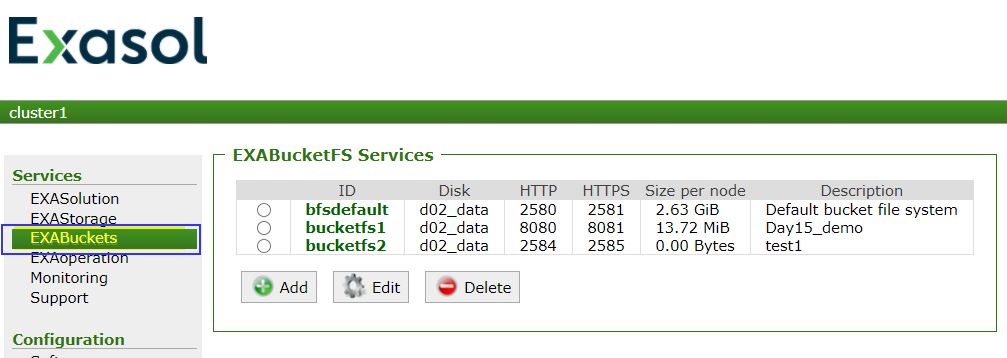 Exasol
cluster1
Services
EXASolution
EXAStorage
EXABuckets
EXAoperation
Monitoring
Support
Configuration
EXABucketFS Services
ID Disk HTTP HTTPS Size per node Description
bfsdefault d02_data 2580 2581 2.63 GiB Default bucket file system
bucketfs1 d02_data 8080 8081 13.72 MiB Day15_demo
bucketfs2 d02_data 2584 2585 0.00 Bytes test1
Add Edit Delete